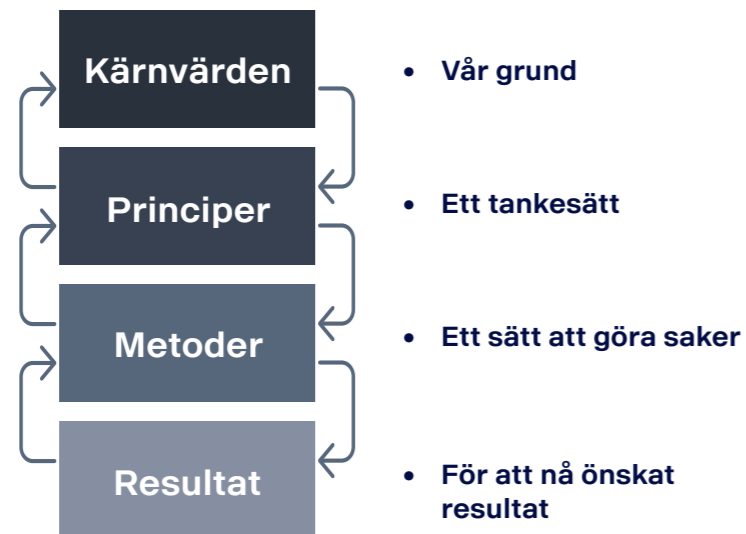 Kärnvärden
• Vår grund
Principer
• Ett tankesätt
Metoder
• Ett sätt att göra saker
Resultat
• För att nå önskat
resultat